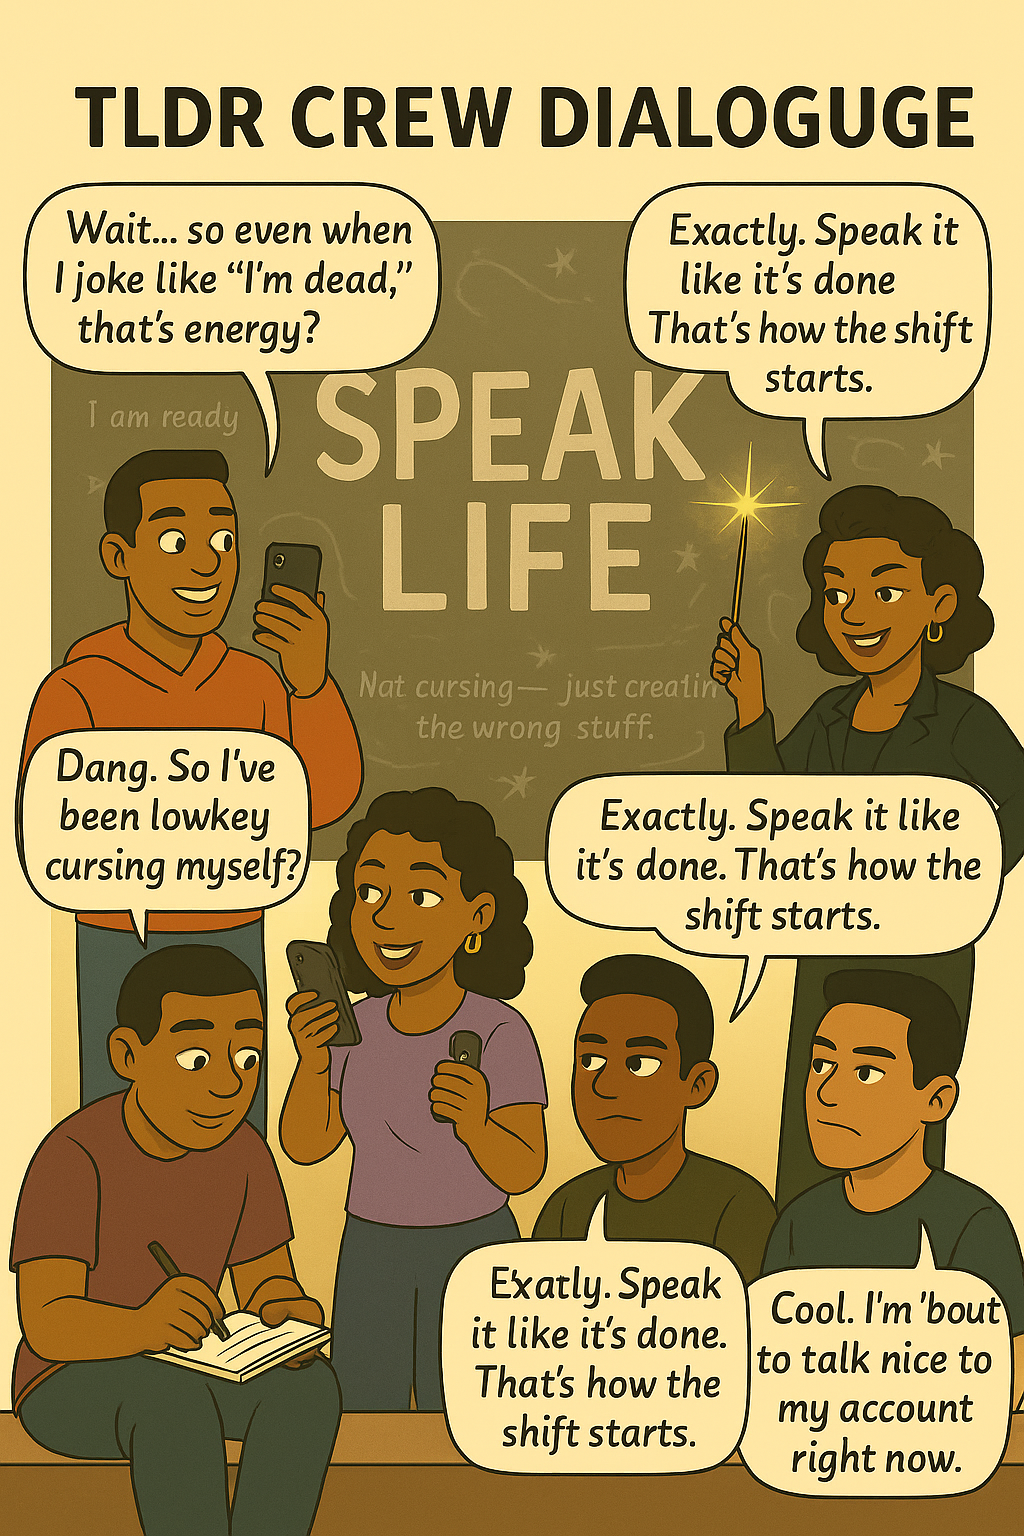 TLDR CREW DIALOGUGE
Wait... so even when
I joke like “I'm dead,”
that's energy?
Exactly. Speak it
like it's done
That's how the shift
starts.
I am ready
SPEAK
LIFE
Nat cursing— just creatin
the wrong stuff.
Dang. So I've
been lowkey
cursing myself?
Exactly. Speak it like
it's done. That's how the
shift starts.
Exatly. Speak
it like it's done.
That's how the
shift starts.
Cool. I'm 'bout
to talk nice to
my account
right now.